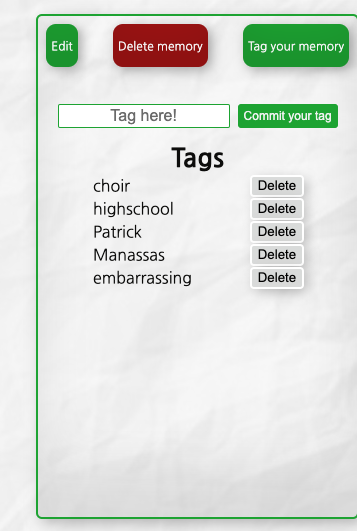 Edit Delete memory Tag your memory
Tag here! Commit your tag
Tags
choir Delete
highschool Delete
Patrick Delete
Manassas Delete
embarrassing Delete